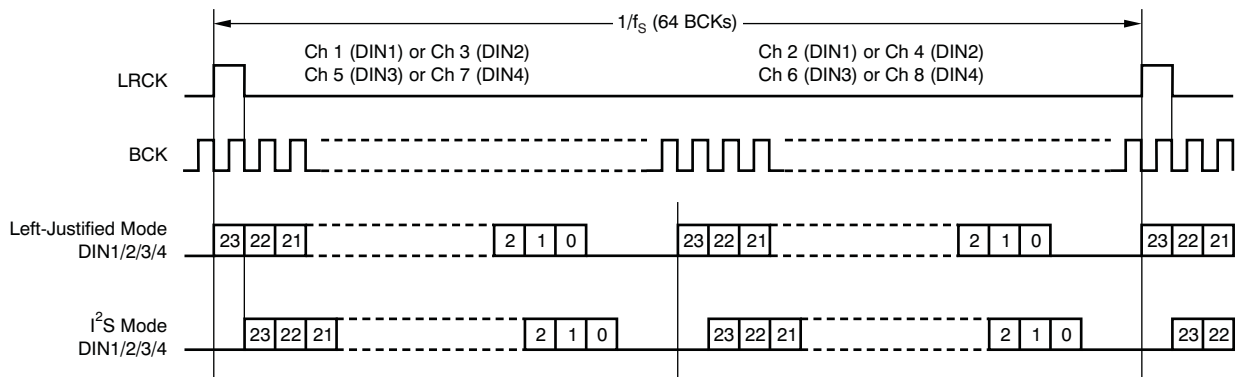 1/fS (64 BCKs)
Ch 1 (DIN1) or Ch 3 (DIN2)
Ch 5 (DIN3) or Ch 7 (DIN4)
Ch 2 (DIN1) or Ch 4 (DIN2)
Ch 6 (DIN3) or Ch 8 (DIN4)
LRCK
BCK
Left-Justified Mode
DIN1/2/3/4
23 22 21 2 1 0 23 22 21 2 1 0 23 22 21
I²S Mode
DIN1/2/3/4
23 22 21 2 1 0 23 22 21 2 1 0 23 22